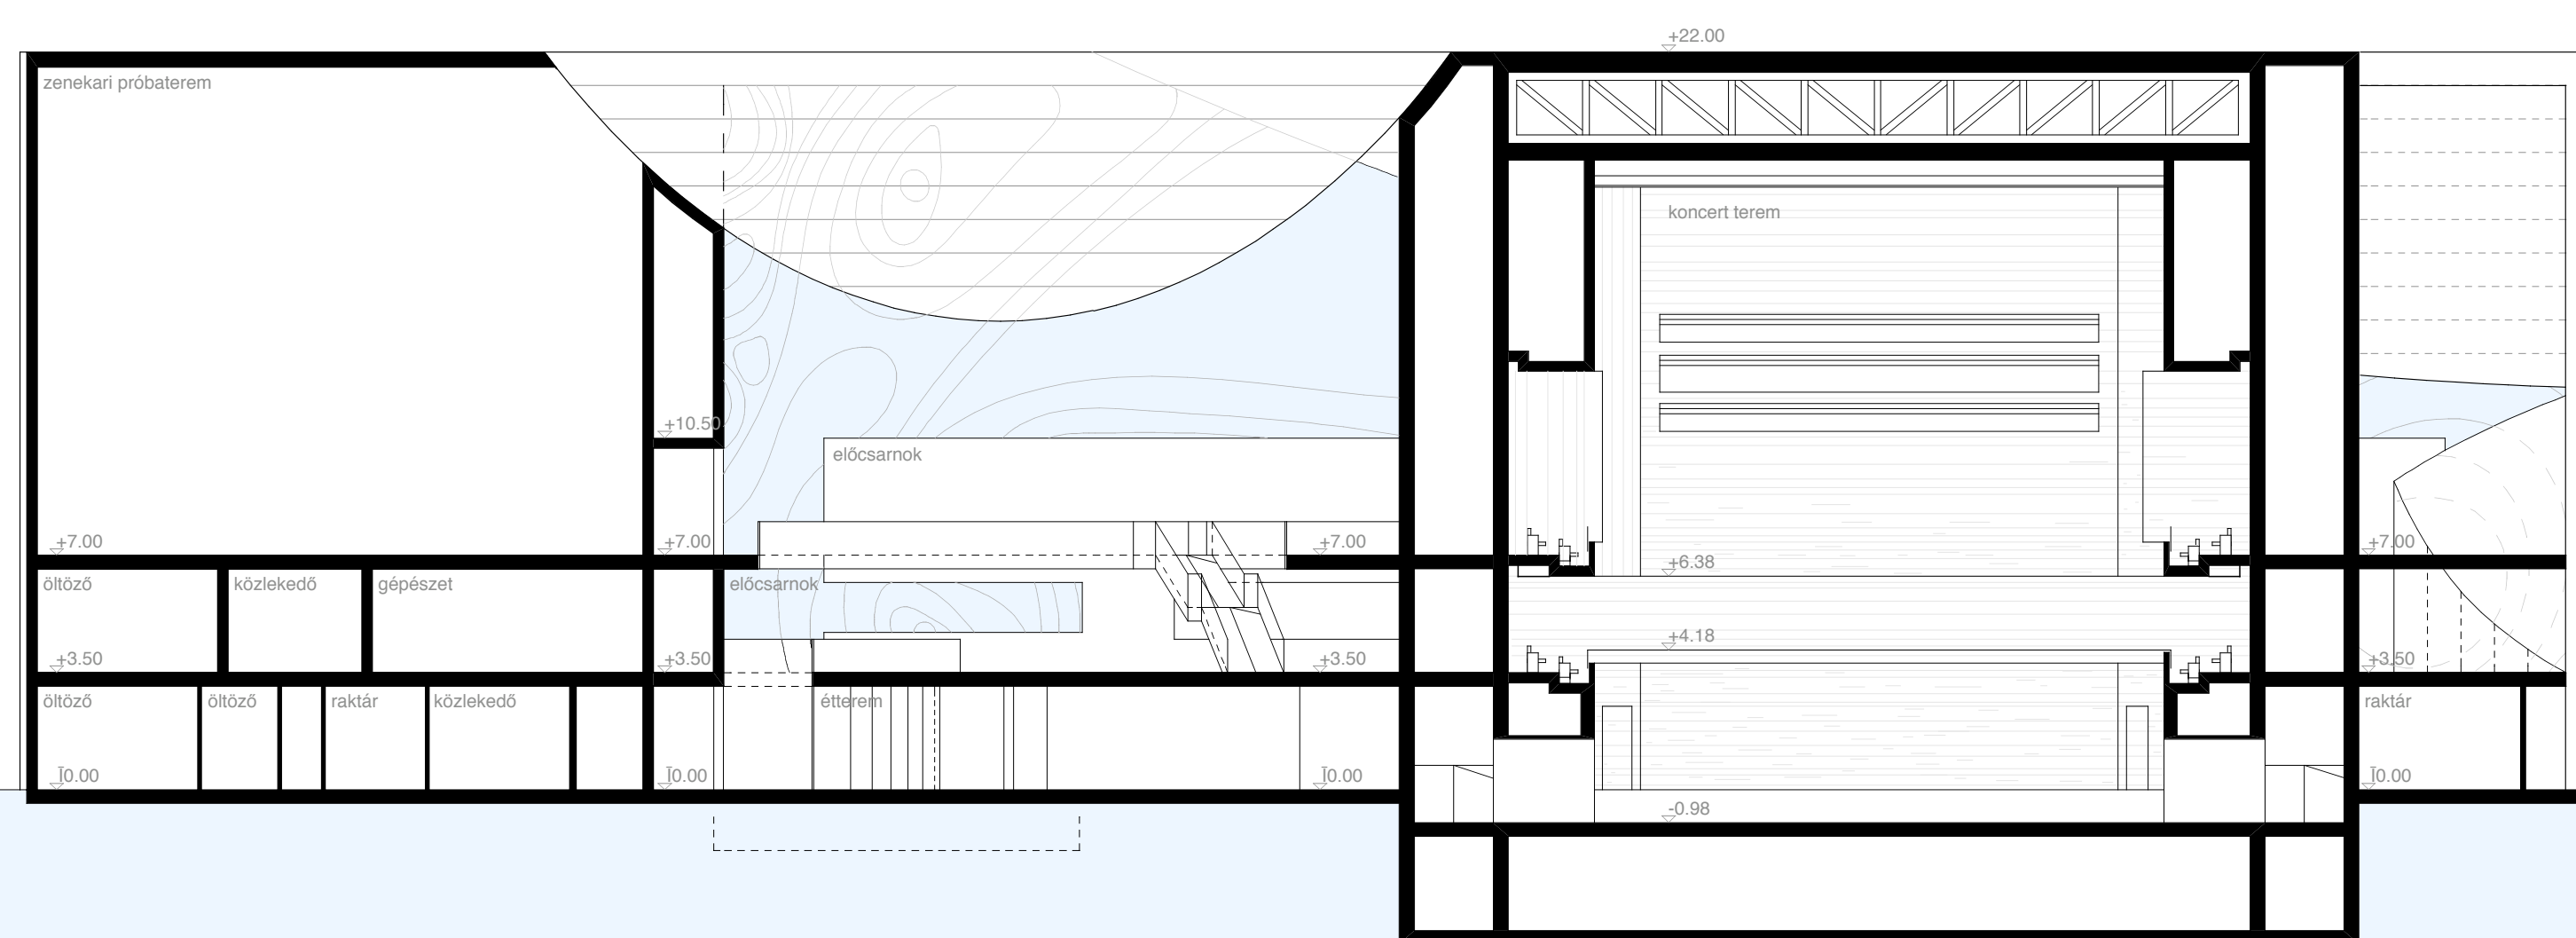 +22.00
zenekari próbaterem
koncert terem
+10.50
előcsarnok
+7.00
+7.00
+7.00
+7.00
+6.38
öltöző
közlekedő
gépészet
előcsarnok
+4.18
+3.50
+3.50
+3.50
+3.50
öltöző
öltöző
raktár
közlekedő
étterem
raktár
±0.00
±0.00
±0.00
±0.00
-0.98